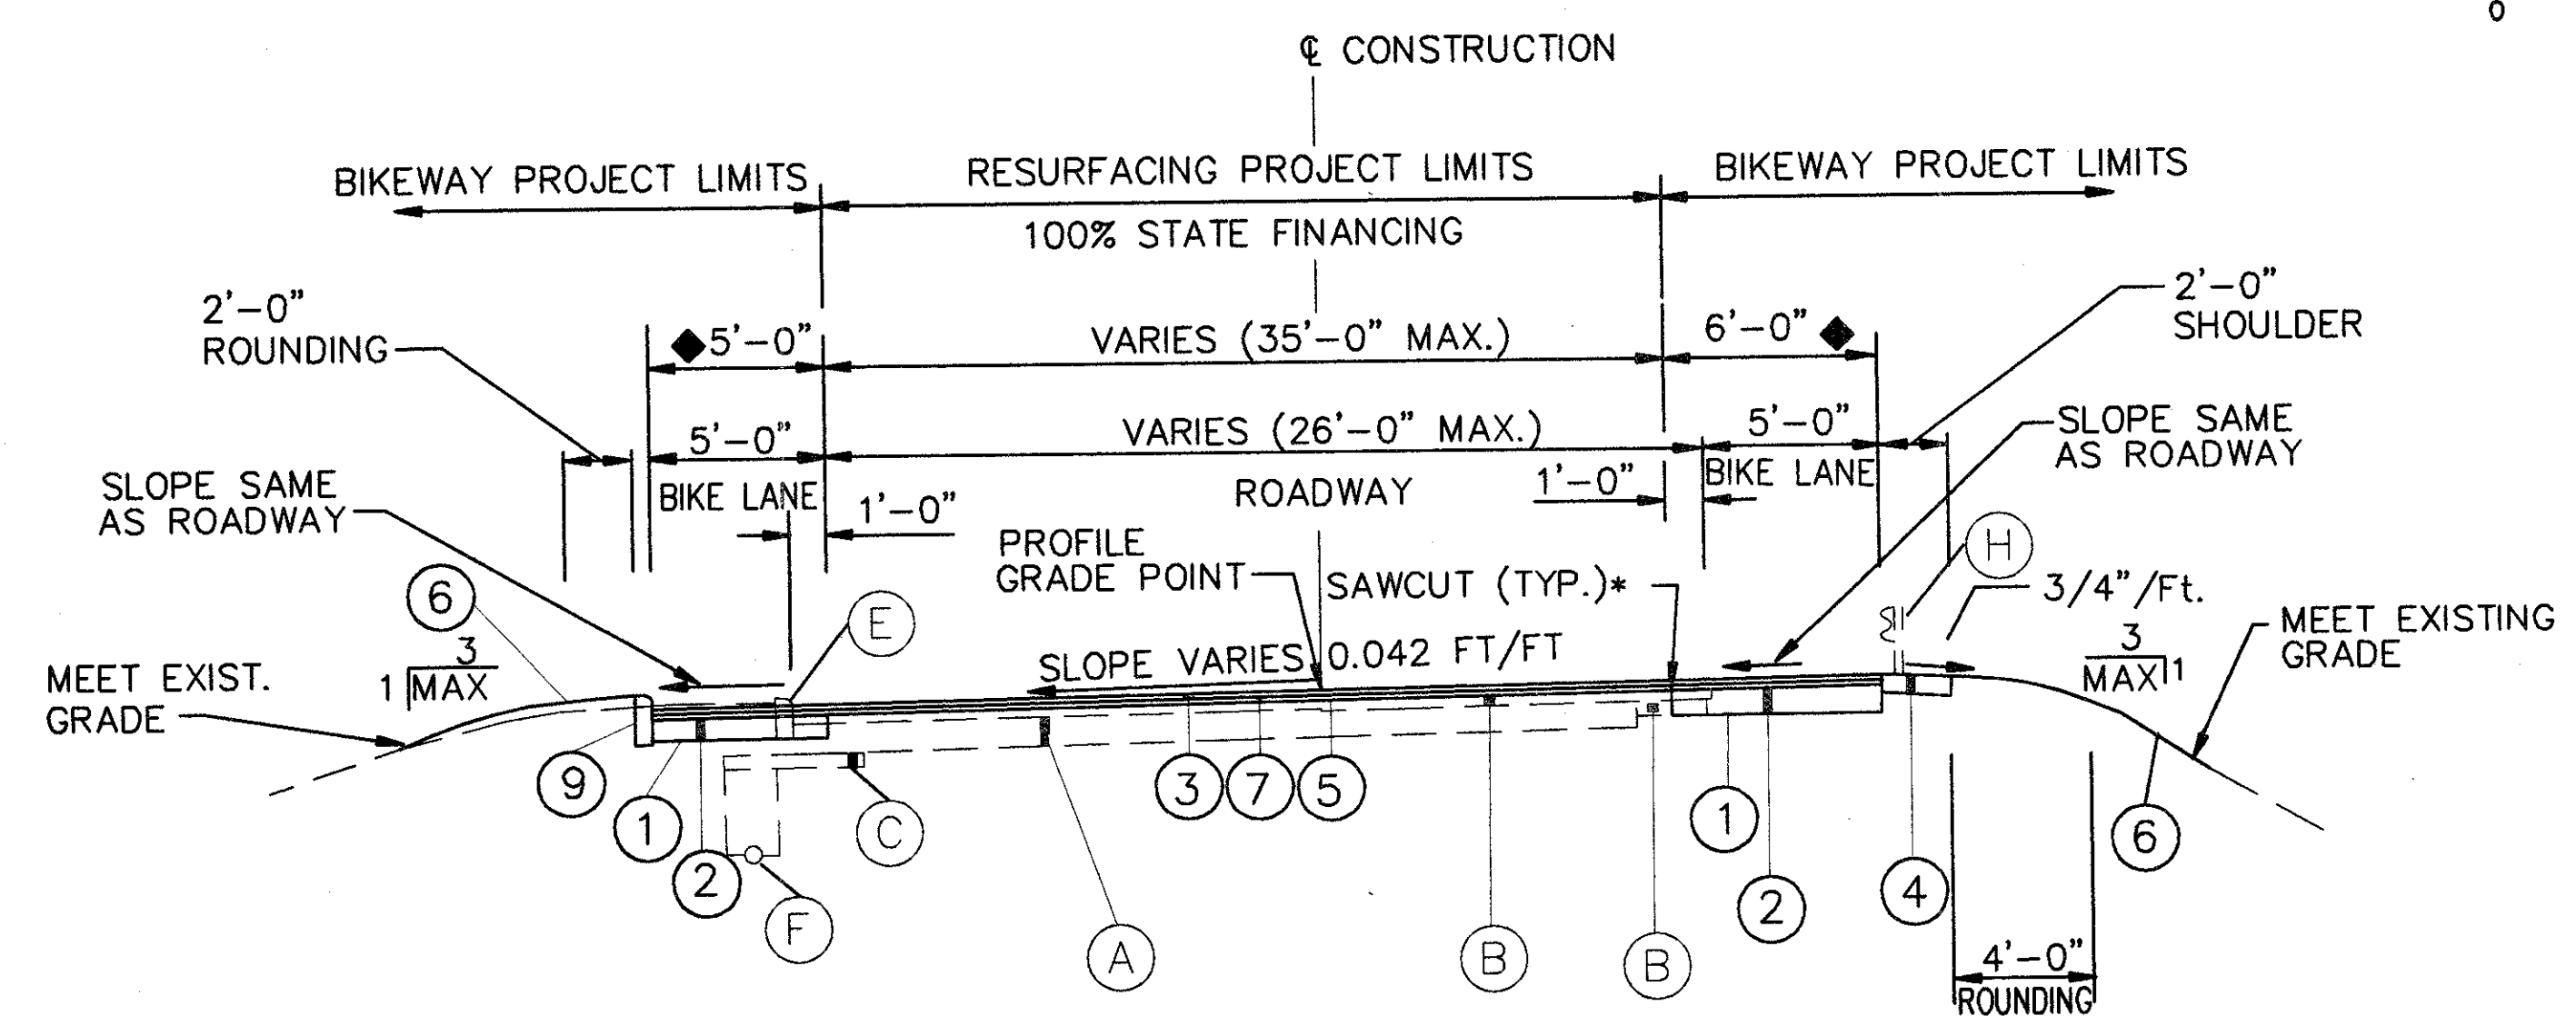 0
℄ CONSTRUCTION
BIKEWAY PROJECT LIMITS
RESURFACING PROJECT LIMITS
BIKEWAY PROJECT LIMITS
100% STATE FINANCING
2'-0"
ROUNDING
◆5'-0"
VARIES (35'-0" MAX.)
6'-0" ◆
2'-0"
SHOULDER
5'-0"
VARIES (26'-0" MAX.)
5'-0"
SLOPE SAME
AS ROADWAY
SLOPE SAME
AS ROADWAY
BIKE LANE
1'-0"
ROADWAY
1'-0"
BIKE LANE
PROFILE
GRADE POINT
SAWCUT (TYP.)*
H
3/4"/Ft.
6
E
MEET EXIST.
GRADE
3
1 MAX
SLOPE VARIES 0.042 FT/FT
3
MAX 1
MEET EXISTING
GRADE
9
1
2
F
C
A
3
7
5
B
B
1
2
4
6
4'-0"
ROUNDING